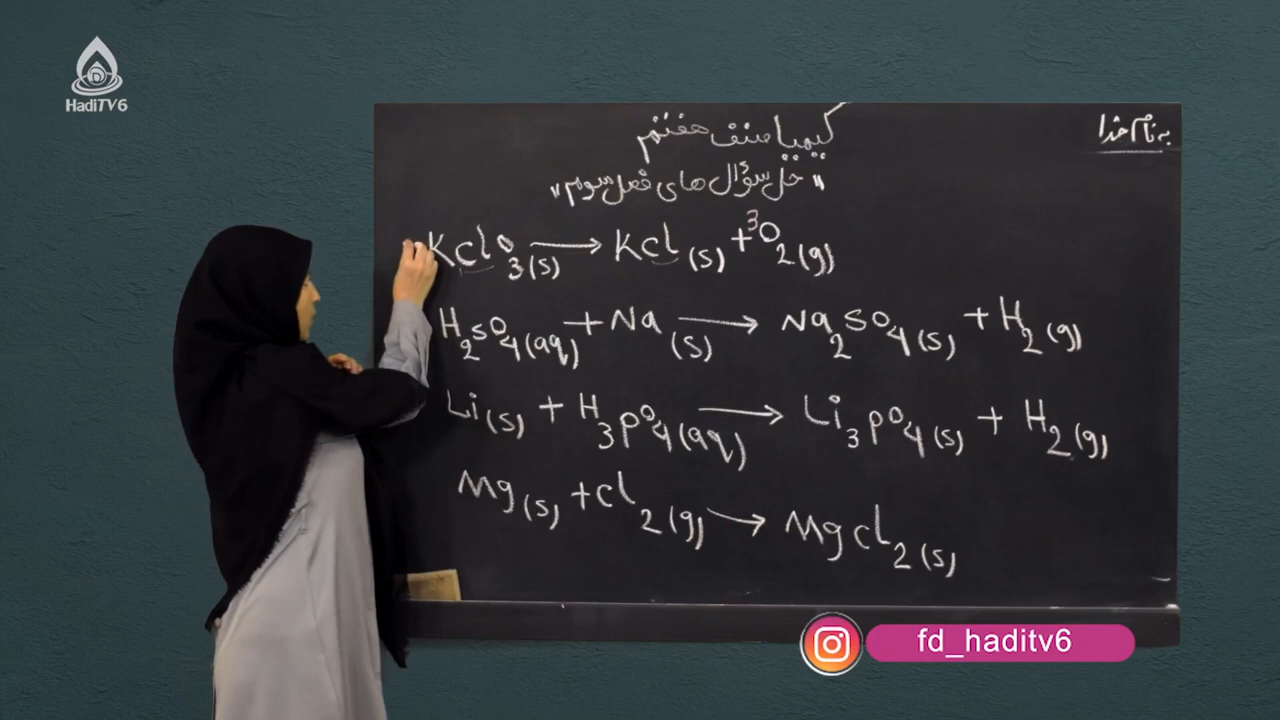 HadiTV6
به نام خدا
کیمیا صنف هفتم
"حل سؤال های فصل سوم"
KclO3(s) → Kcl(s) + 3O2(g)
H2SO4(aq) + Na(s) → Na2SO4(s) + H2(g)
Li(s) + H3PO4(aq) → Li3PO4(s) + H2(g)
Mg(s) + cl2(g) → Mgcl2(s)
fd_haditv6